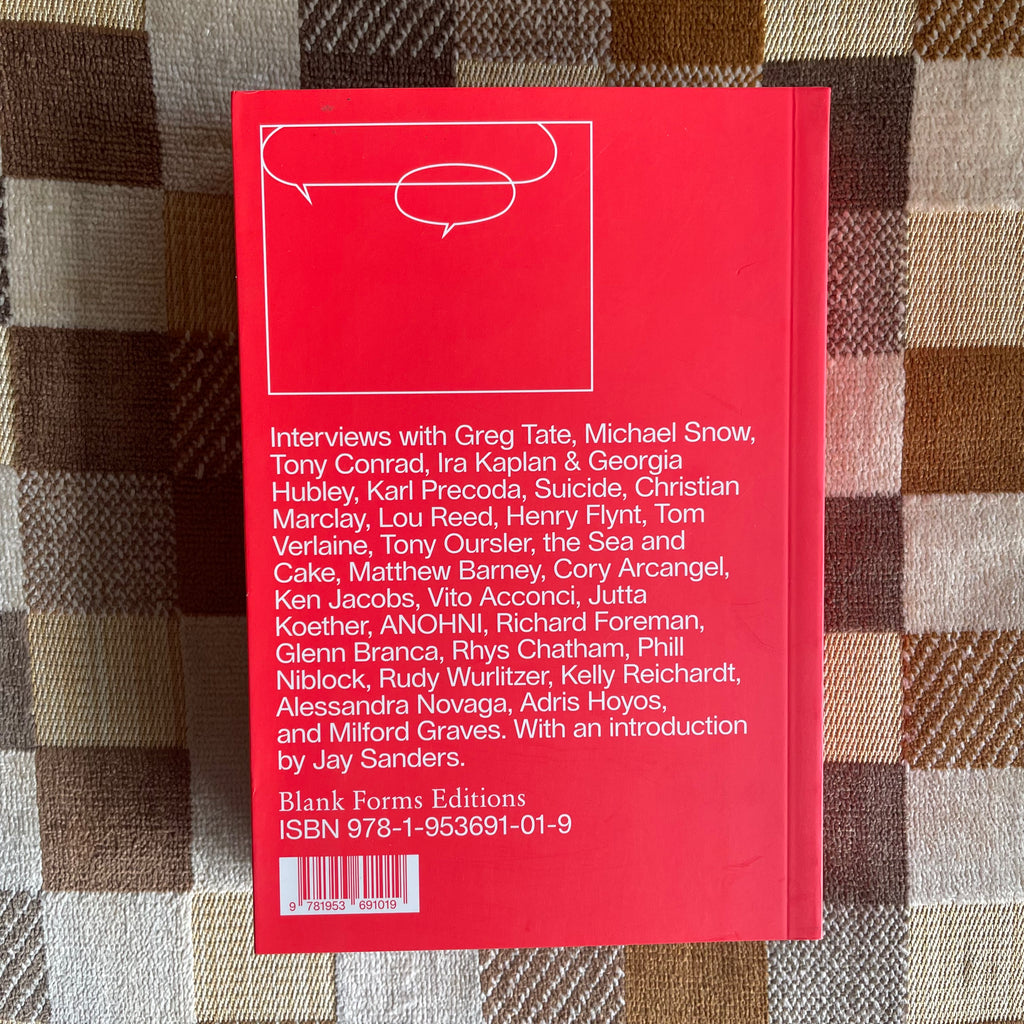 Interviews with Greg Tate, Michael Snow,
Tony Conrad, Ira Kaplan & Georgia
Hubley, Karl Precoda, Suicide, Christian
Marclay, Lou Reed, Henry Flynt, Tom
Verlaine, Tony Oursler, the Sea and
Cake, Matthew Barney, Cory Arcangel,
Ken Jacobs, Vito Acconci, Jutta
Koether, ANOHNI, Richard Foreman,
Glenn Branca, Rhys Chatham, Phill
Niblock, Rudy Wurlitzer, Kelly Reichardt,
Alessandra Novaga, Adris Hoyos,
and Milford Graves. With an introduction
by Jay Sanders.
Blank Forms Editions
ISBN 978-1-953691-01-9
9 781953 691019